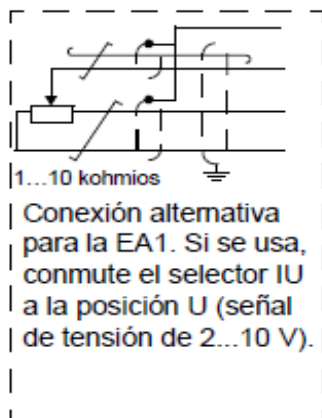 1...10 kohmios
Conexión alternativa
para la EA1. Si se usa,
conmute el selector IU
a la posición U (señal
de tensión de 2...10 V).